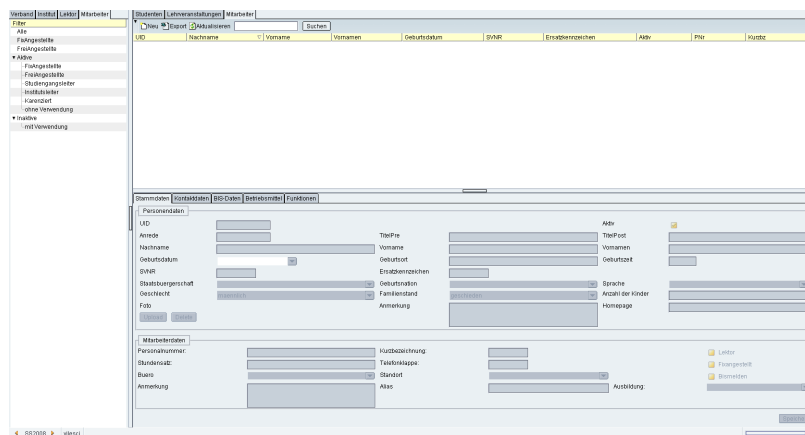 Verband Institut Lektor Mitarbeiter
Filter
Alle
FixAngestellte
FreiAngestellte
Aktive
FixAngestellte
FreiAngestellte
Studiengangsleiter
Institutsleiter
Karenziert
ohne Verwendung
Inaktive
mit Verwendung
Studenten Lehrveranstaltungen Mitarbeiter
Neu Export Aktualisieren Suchen
UID Nachname Vorname Vornamen Geburtsdatum SVNR Ersatzkennzeichen Aktiv PNr Kurzbz
Stammdaten Kontaktdaten BIS-Daten Betriebsmittel Funktionen
Personendaten
UID Aktiv
Anrede TitelPre TitelPost
Nachname Vorname Vornamen
Geburtsdatum Geburtsort Geburtszeit
SVNR Ersatzkennzeichen
Staatsbuergerschaft Geburtsnation Sprache
Geschlecht maennlich Familienstand geschieden Anzahl der Kinder
Foto Anmerkung Homepage
Upload Delete
Mitarbeiterdaten
Personalnummer: Kurzbezeichnung: Lektor
Stundensatz: Telefonklappe: Fixangestellt
Buero Standort Bismelden
Anmerkung Alias Ausbildung:
SS2008